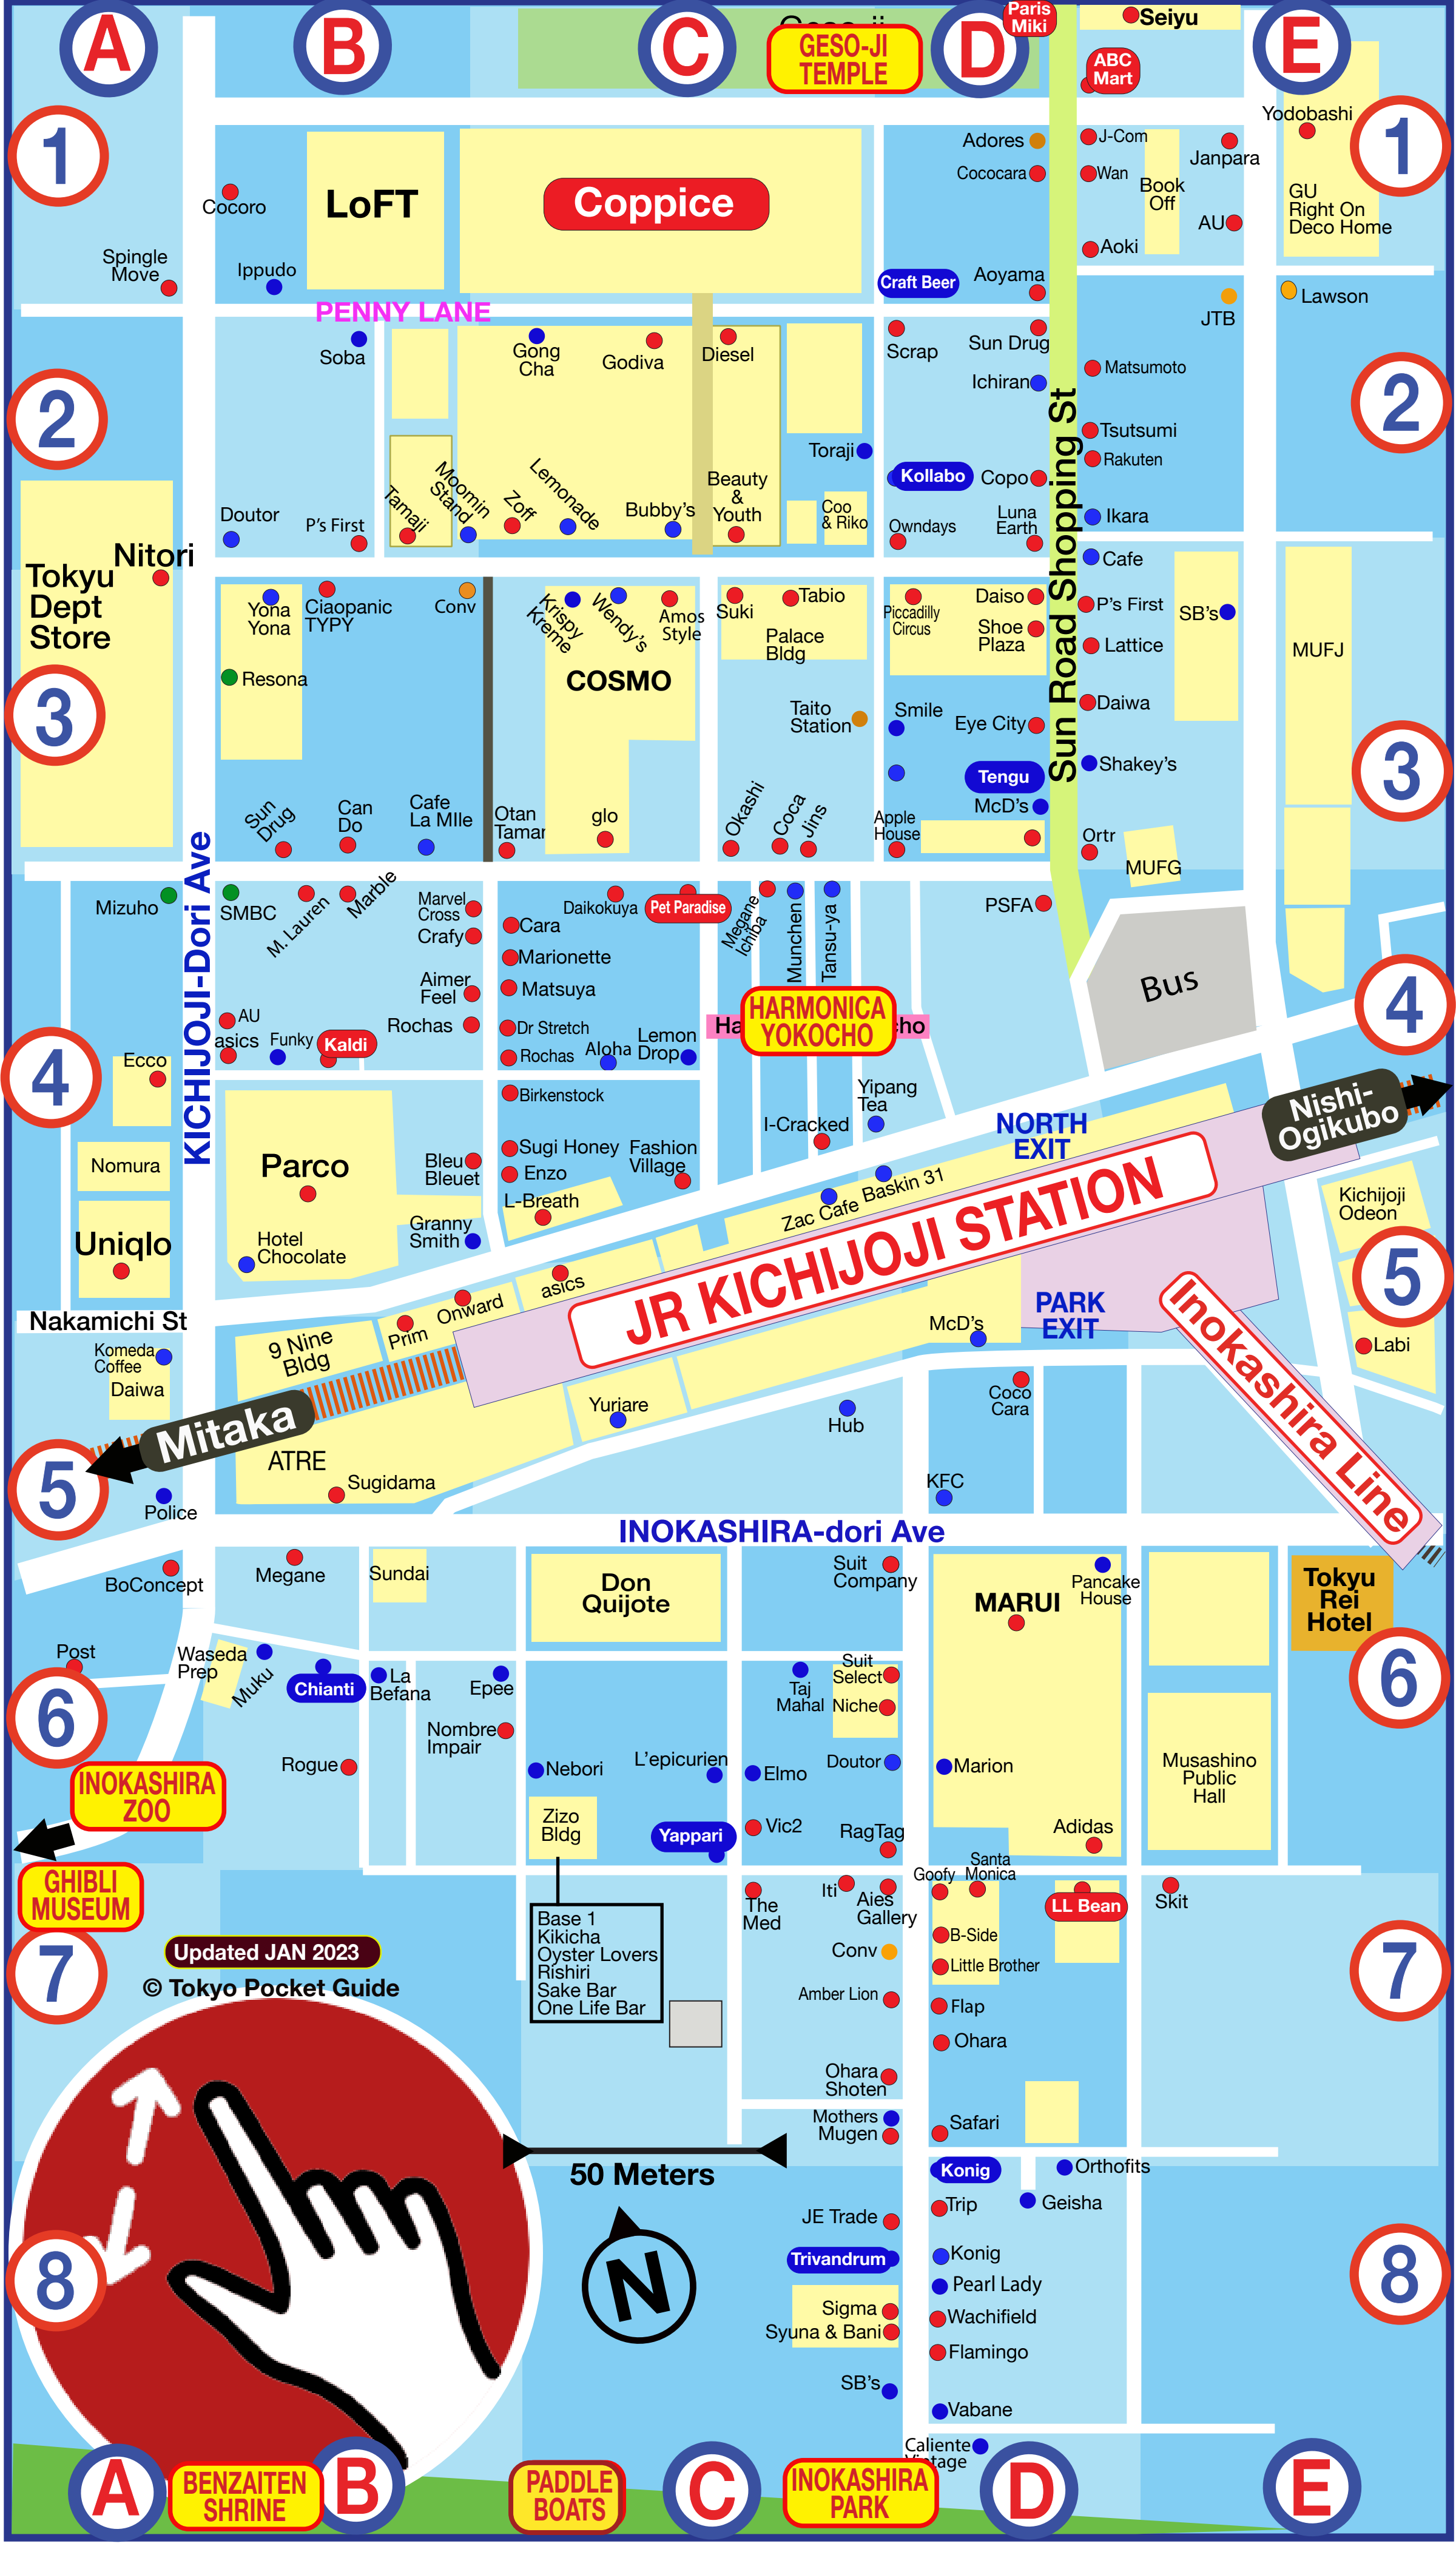 A
B
C
Geso-ji
GESO-JI
TEMPLE
D
Paris
Miki
Seiyu
ABC
Mart
E
1
Cocoro
Spingle
Move
Ippudo
LoFT
Coppice
Adores
Cococara
J-Com
Wan
Book
Off
Janpara
AU
Aoki
Yodobashi
GU
Right On
Deco Home
1
Craft Beer
Aoyama
PENNY LANE
JTB
Lawson
2
Soba
Gong
Cha
Godiva
Diesel
Scrap
Sun Drug
Ichiran
Matsumoto
2
Toraji
Kollabo
Copo
Tsutsumi
Rakuten
Tamaji
Moomin
Stand
Zoff
Lemonade
Bubby's
Beauty
&
Youth
Coo
& Riko
Owndays
Luna
Earth
Ikara
Doutor
P's First
Sun Road Shopping St
Nitori
Tokyu
Dept
Store
Yona
Yona
Ciaopanic
TYPY
Conv
Krispy
Kreme
Wendy's
Amos
Style
Suki
Tabio
Palace
Bldg
Piccadilly
Circus
Daiso
Shoe
Plaza
Cafe
P's First
Lattice
SB's
MUFJ
3
Resona
COSMO
Taito
Station
Smile
Eye City
Daiwa
Tengu
Shakey's
3
McD's
Sun
Drug
Can
Do
Cafe
La MIle
Otan
Tamar
glo
Okashi
Coca
Jins
Apple
House
Ortr
MUFG
KICHIJOJI-Dori Ave
Mizuho
SMBC
M. Lauren
Marble
Marvel
Cross
Crafy
Daikokuya
Pet Paradise
Cara
Marionette
Megane
Ichiba
Munchen
Tansu-ya
PSFA
Bus
Aimer
Feel
Matsuya
AU
asics
Funky
Kaldi
Rochas
Dr Stretch
Rochas
Aloha
Lemon
Drop
Ha
HARMONICA
YOKOCHO
cho
4
4
Ecco
Birkenstock
I-Cracked
Yipang
Tea
NORTH
EXIT
Nishi-
Ogikubo
Nomura
Parco
Bleu
Bleuet
Sugi Honey
Enzo
Fashion
Village
L-Breath
Zac Cafe
Baskin 31
Kichijoji
Odeon
Uniqlo
Hotel
Chocolate
Granny
Smith
JR KICHIJOJI STATION
5
Nakamichi St
asics
Onward
Prim
9 Nine
Bldg
McD's
PARK
EXIT
Inokashira Line
Labi
Komeda
Coffee
Daiwa
Mitaka
Yuriare
Hub
Coco
Cara
ATRE
Sugidama
KFC
5
Police
INOKASHIRA-dori Ave
BoConcept
Megane
Sundai
Don
Quijote
Suit
Company
MARUI
Pancake
House
Tokyu
Rei
Hotel
Post
Waseda
Prep
Muku
Chianti
La
Befana
Epee
Taj
Mahal
Suit
Select
Niche
6
6
Nombre
Impair
Rogue
Nebori
L'epicurien
Elmo
Doutor
Marion
Musashino
Public
Hall
INOKASHIRA
ZOO
Zizo
Bldg
Yappari
Vic2
RagTag
Adidas
GHIBLI
MUSEUM
The
Med
Iti
Aies
Gallery
Goofy
Santa
Monica
LL Bean
Skit
7
Updated JAN 2023
© Tokyo Pocket Guide
Base 1
Kikicha
Oyster Lovers
Rishiri
Sake Bar
One Life Bar
Conv
B-Side
Little Brother
7
Amber Lion
Flap
Ohara
Ohara
Shoten
Mothers
Mugen
Safari
50 Meters
Konig
Orthofits
Trip
Geisha
JE Trade
N
Trivandrum
Konig
8
8
Pearl Lady
Sigma
Syuna & Bani
Wachifield
Flamingo
SB's
Vabane
Caliente
Vintage
A
BENZAITEN
SHRINE
B
PADDLE
BOATS
C
INOKASHIRA
PARK
D
E